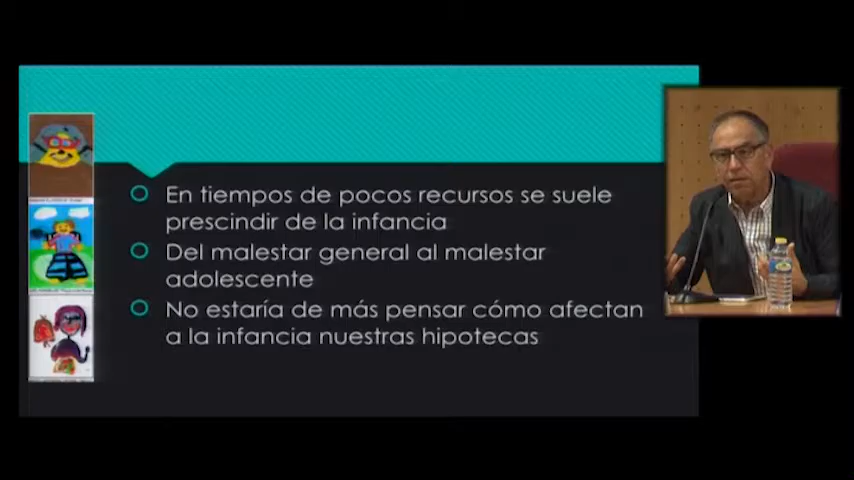 En tiempos de pocos recursos se suele
prescindir de la infancia
Del malestar general al malestar
adolescente
No estaría de más pensar cómo afectan
a la infancia nuestras hipotecas